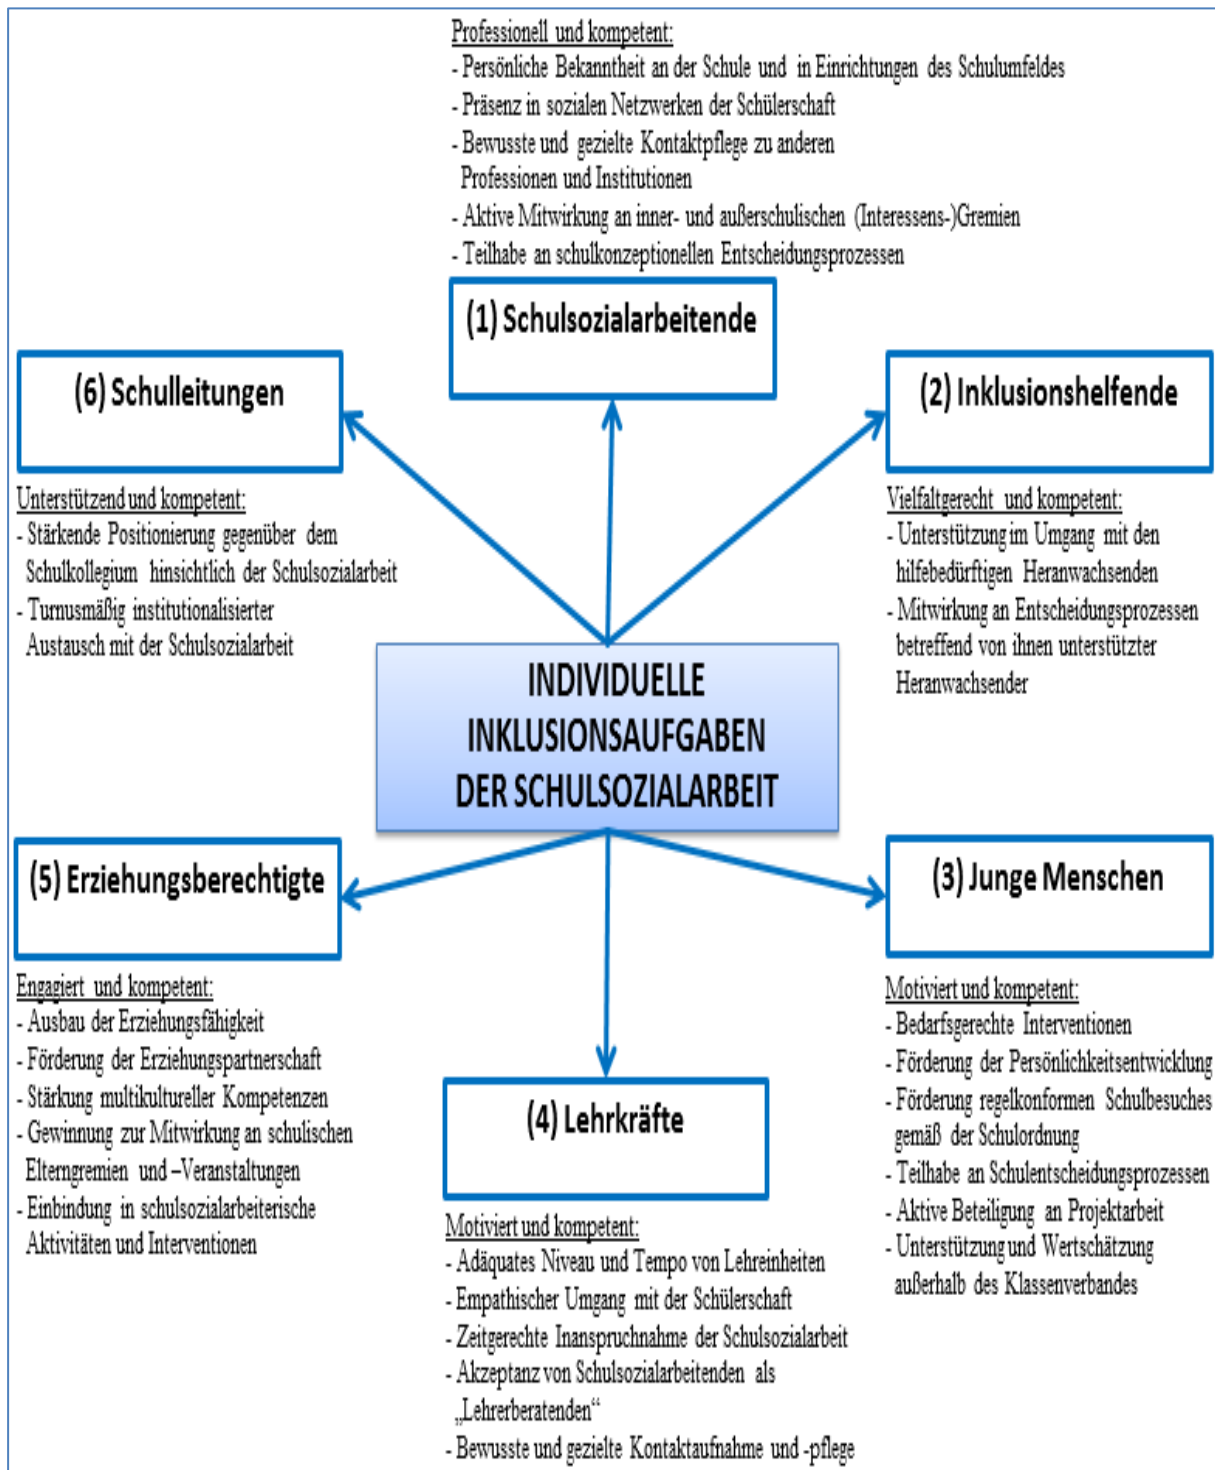 Professionell und kompetent:
- Persönliche Bekanntheit an der Schule und in Einrichtungen des Schulumfeldes
- Präsenz in sozialen Netzwerken der Schülerschaft
- Bewusste und gezielte Kontaktpflege zu anderen
Professionen und Institutionen
- Aktive Mitwirkung an inner- und außerschulischen (Interessens-)Gremien
- Teilhabe an schulkonzeptionellen Entscheidungsprozessen
(1) Schulsozialarbeitende
(2) Inklusionshelfende
Vielfaltgerecht und kompetent:
- Unterstützung im Umgang mit den
hilfebedürftigen Heranwachsenden
- Mitwirkung an Entscheidungsprozessen
betreffend von ihnen unterstützter
Heranwachsender
(6) Schulleitungen
Unterstützend und kompetent:
- Stärkende Positionierung gegenüber dem
Schulkollegium hinsichtlich der Schulsozialarbeit
- Turnusmäßig institutionalisierter
Austausch mit der Schulsozialarbeit
INDIVIDUELLE
INKLUSIONSAUFGABEN
DER SCHULSOZIALARBEIT
(3) Junge Menschen
Motiviert und kompetent:
- Bedarfsgerechte Interventionen
- Förderung der Persönlichkeitsentwicklung
- Förderung regelkonformen Schulbesuches
gemäß der Schulordnung
- Teilhabe an Schulentscheidungsprozessen
- Aktive Beteiligung an Projektarbeit
- Unterstützung und Wertschätzung
außerhalb des Klassenverbandes
(5) Erziehungsberechtigte
Engagiert und kompetent:
- Ausbau der Erziehungsfähigkeit
- Förderung der Erziehungspartnerschaft
- Stärkung multikultureller Kompetenzen
- Gewinnung zur Mitwirkung an schulischen
Elterngremien und –Veranstaltungen
- Einbindung in schulsozialarbeiterische
Aktivitäten und Interventionen
(4) Lehrkräfte
Motiviert und kompetent:
- Adäquates Niveau und Tempo von Lehreinheiten
- Empathischer Umgang mit der Schülerschaft
- Zeitgerechte Inanspruchnahme der Schulsozialarbeit
- Akzeptanz von Schulsozialarbeitenden als
„Lehrerberatenden“
- Bewusste und gezielte Kontaktaufnahme und -pflege